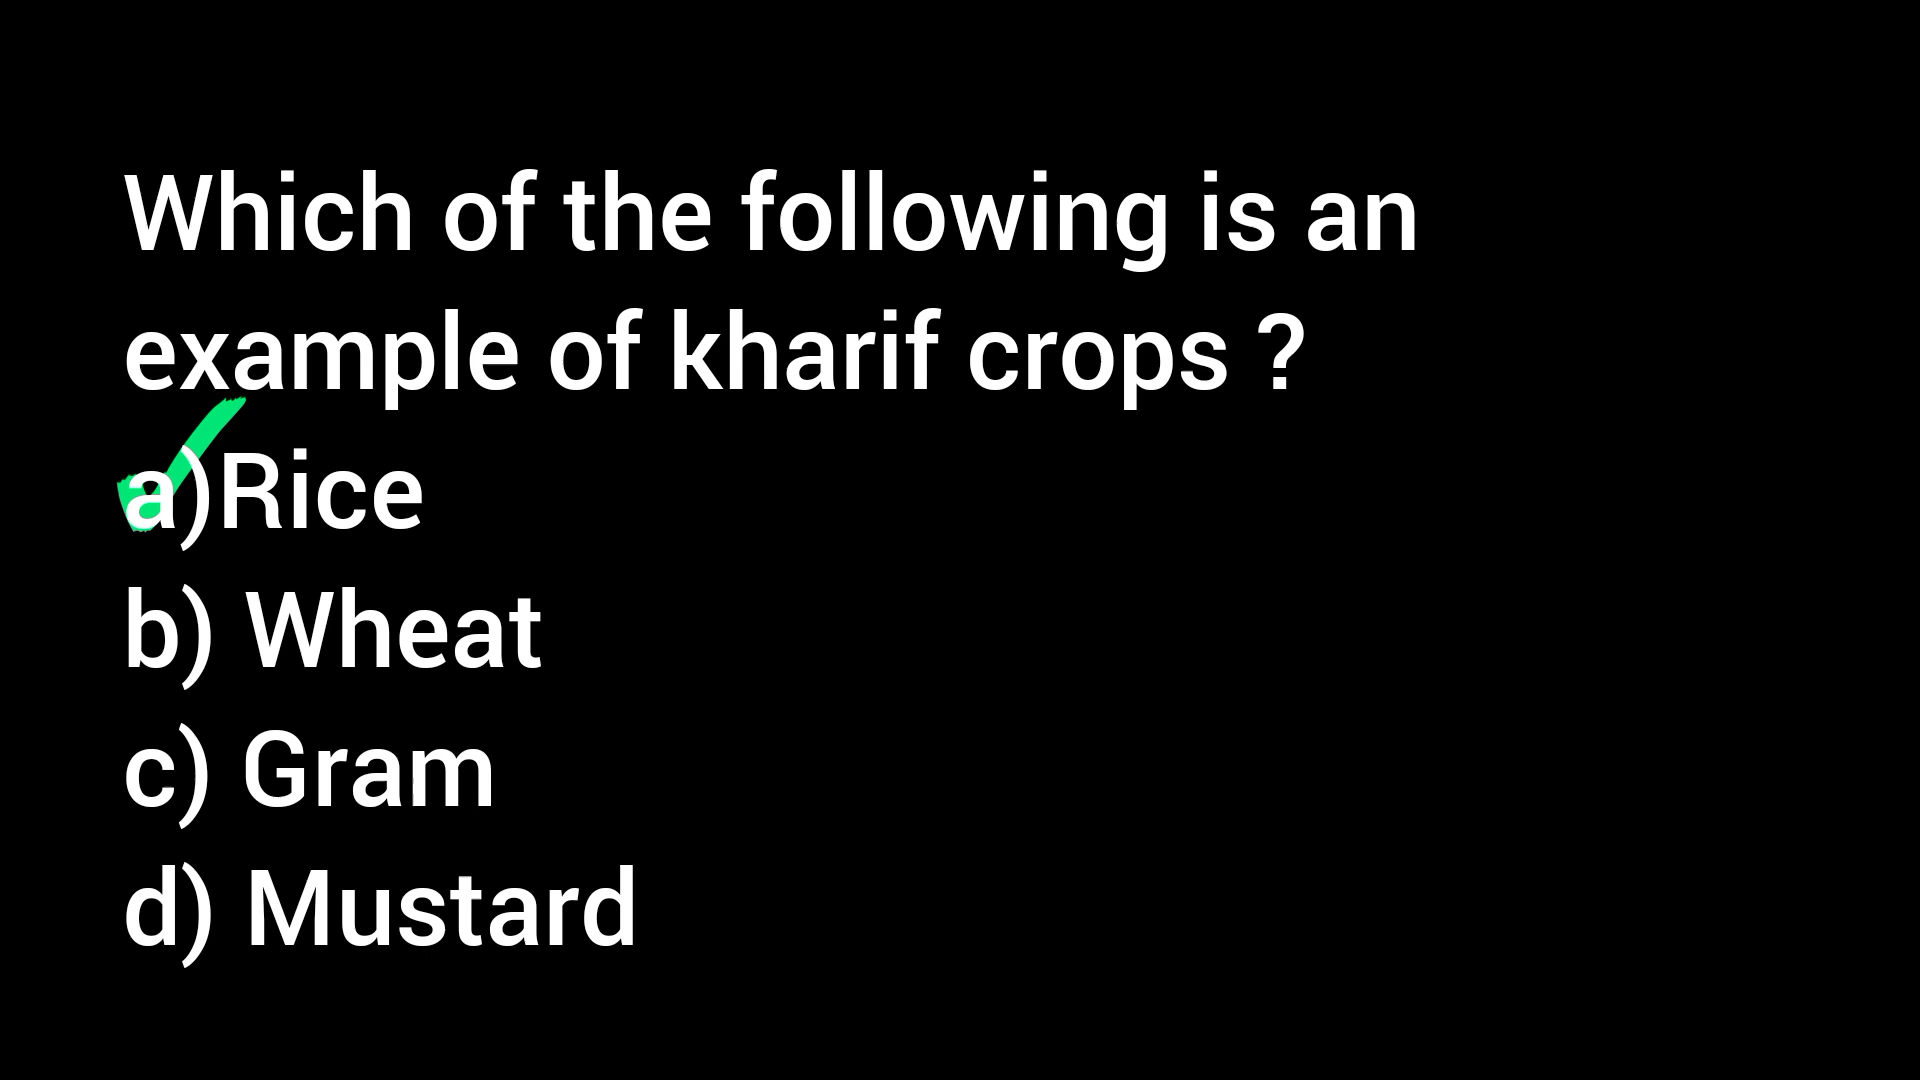 Which of the following is an
example of kharif crops ?
a)Rice
b) Wheat
c) Gram
d) Mustard